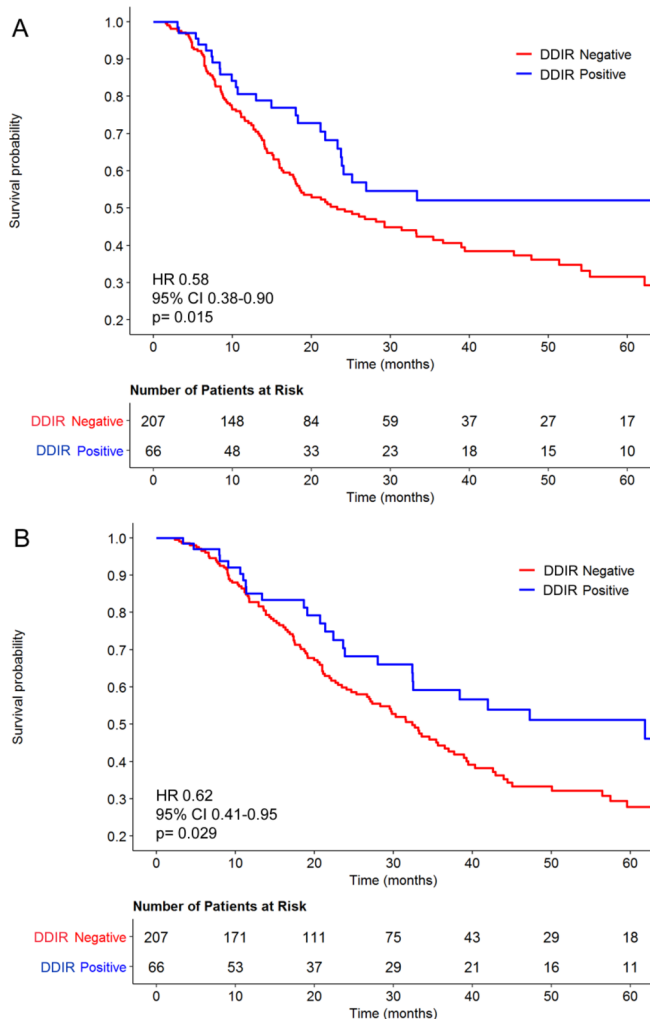 A
1.0
0.9
0.8
0.7
0.6
0.5
0.4
0.3
0.2
Survival probability
DDIR Negative
DDIR Positive
HR 0.58
95% CI 0.38-0.90
p= 0.015
0 10 20 30 40 50 60
Time (months)
Number of Patients at Risk
DDIR Negative 207 148 84 59 37 27 17
DDIR Positive 66 48 33 23 18 15 10
0 10 20 30 40 50 60
Time (months)
B
1.0
0.9
0.8
0.7
0.6
0.5
0.4
0.3
0.2
Survival probability
DDIR Negative
DDIR Positive
HR 0.62
95% CI 0.41-0.95
p= 0.029
0 10 20 30 40 50 60
Time (months)
Number of Patients at Risk
DDIR Negative 207 171 111 75 43 29 18
DDIR Positive 66 53 37 29 21 16 11
0 10 20 30 40 50 60
Time (months)